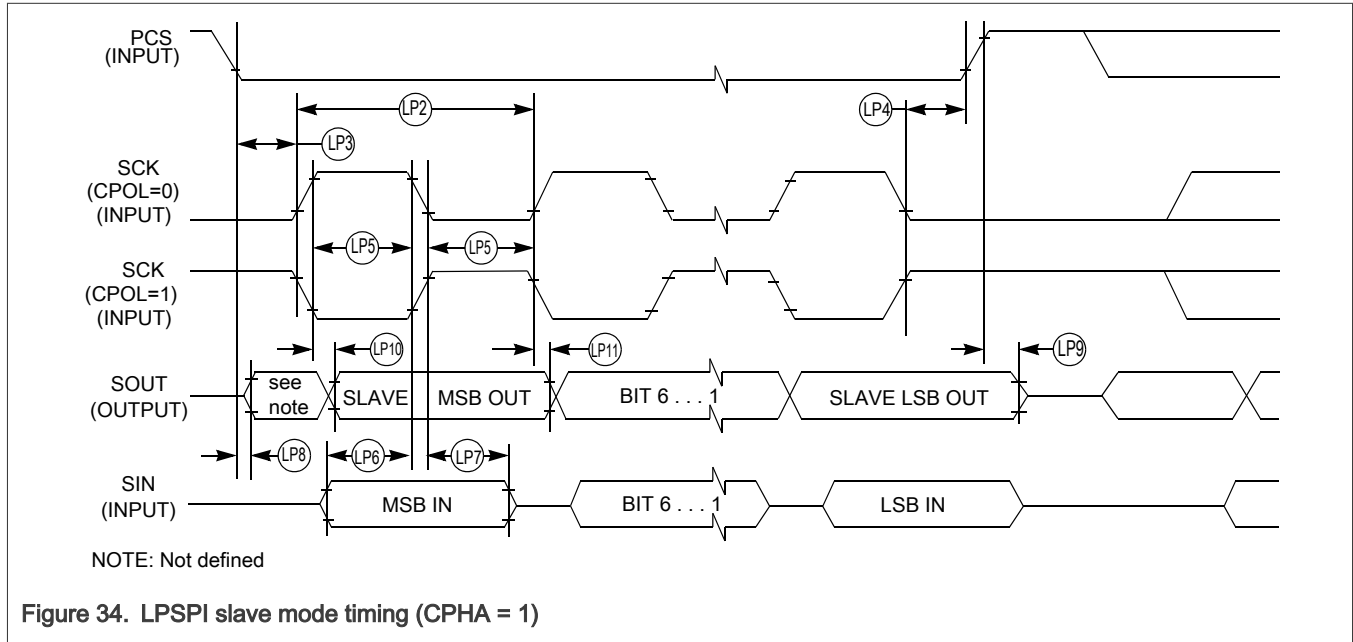 PCS
(INPUT)
LP2
LP4
LP3
SCK
(CPOL=0)
(INPUT)
LP5
LP5
SCK
(CPOL=1)
(INPUT)
LP10
LP11
LP9
SOUT
(OUTPUT)
see
note
SLAVE
MSB OUT
BIT 6 . . . 1
SLAVE LSB OUT
LP8
LP6
LP7
SIN
(INPUT)
MSB IN
BIT 6 . . . 1
LSB IN
NOTE: Not defined
Figure 34. LPSPI slave mode timing (CPHA = 1)